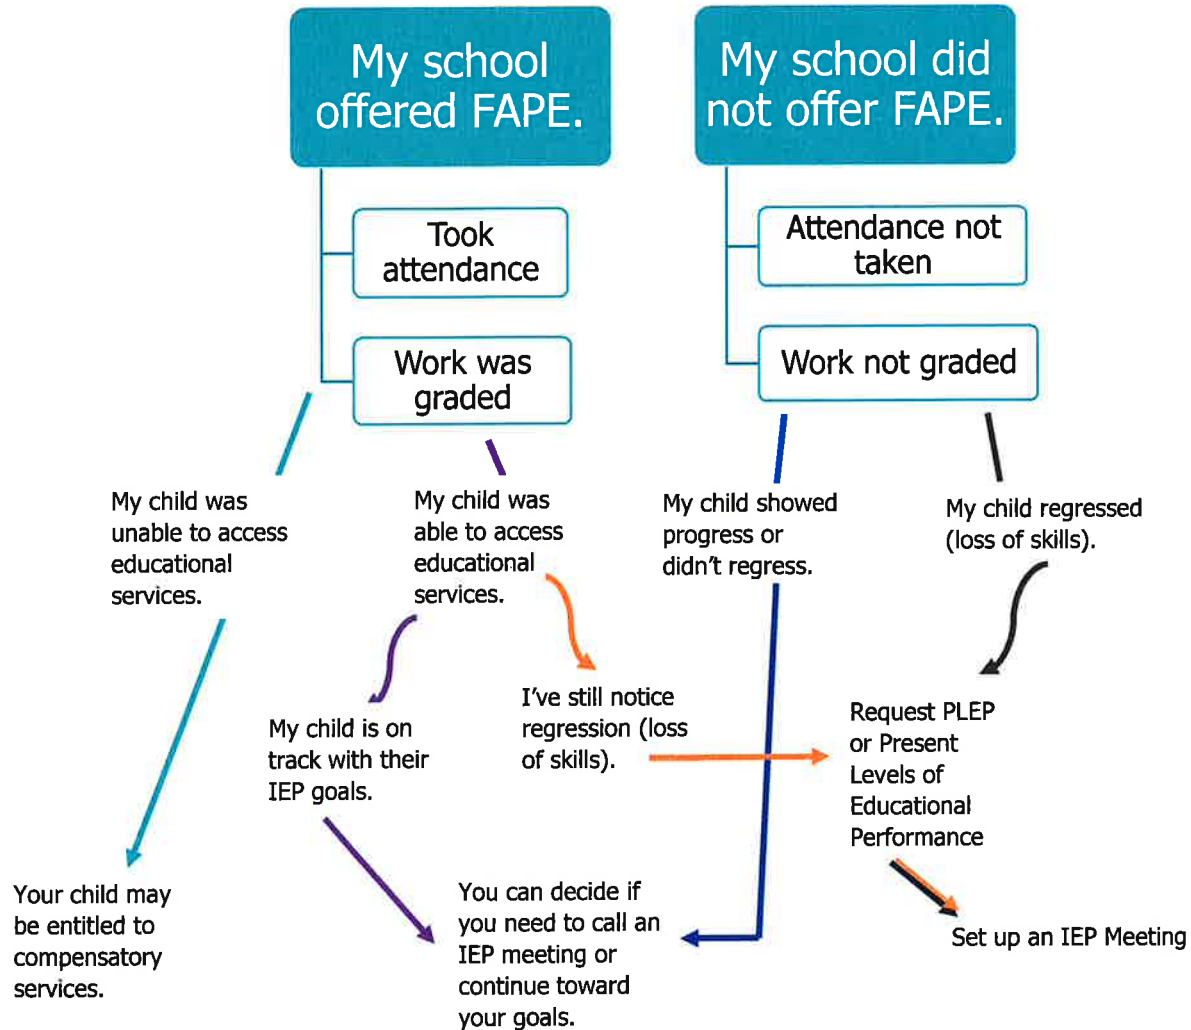 My school
offered FAPE.
My school did
not offer FAPE.
Took
attendance
Attendance not
taken
Work was
graded
Work not graded
My child was
unable to access
educational
services.
My child was
able to access
educational
services.
My child showed
progress or
didn't regress.
My child regressed
(loss of skills).
My child is on
track with their
IEP goals.
I've still notice
regression (loss
of skills).
Request PLEP
or Present
Levels of
Educational
Performance
Your child may
be entitled to
compensatory
services.
You can decide if
you need to call an
IEP meeting or
continue toward
your goals.
Set up an IEP Meeting